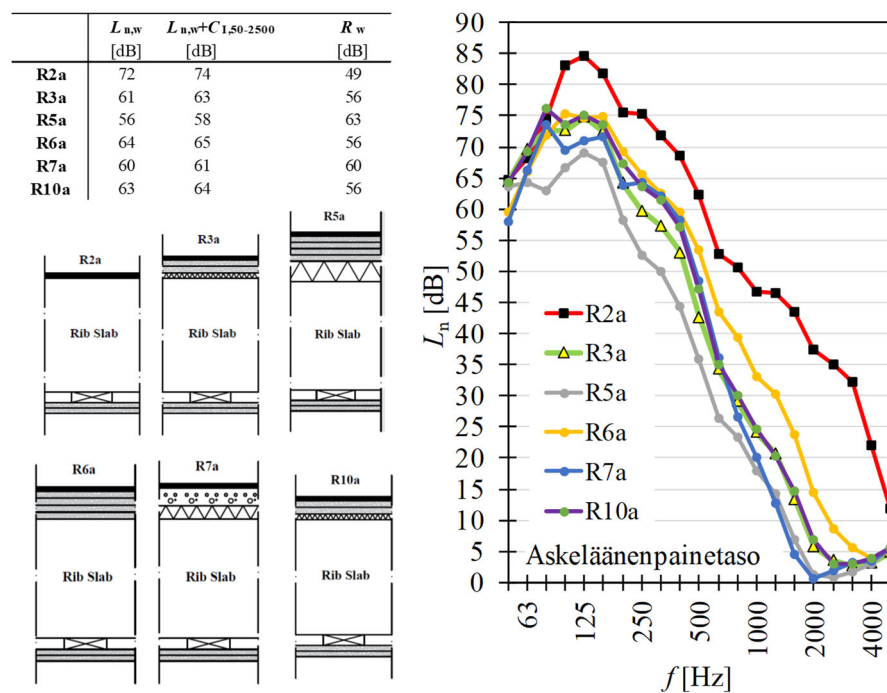 L n,w L n,w+C I,50-2500 R w
[dB] [dB] [dB]
R2a 72 74 49
R3a 61 63 56
R5a 56 58 63
R6a 64 65 56
R7a 60 61 60
R10a 63 64 56
R2a
Rib Slab
R3a
Rib Slab
R5a
Rib Slab
R6a
Rib Slab
R7a
Rib Slab
R10a
Rib Slab
90
85
80
75
70
65
60
55
50
45
40
35
30
25
20
15
10
5
0
Ln [dB]
R2a
R3a
R5a
R6a
R7a
R10a
Askeläänenpainetaso
63 125 250 500 1000 2000 4000
f [Hz]